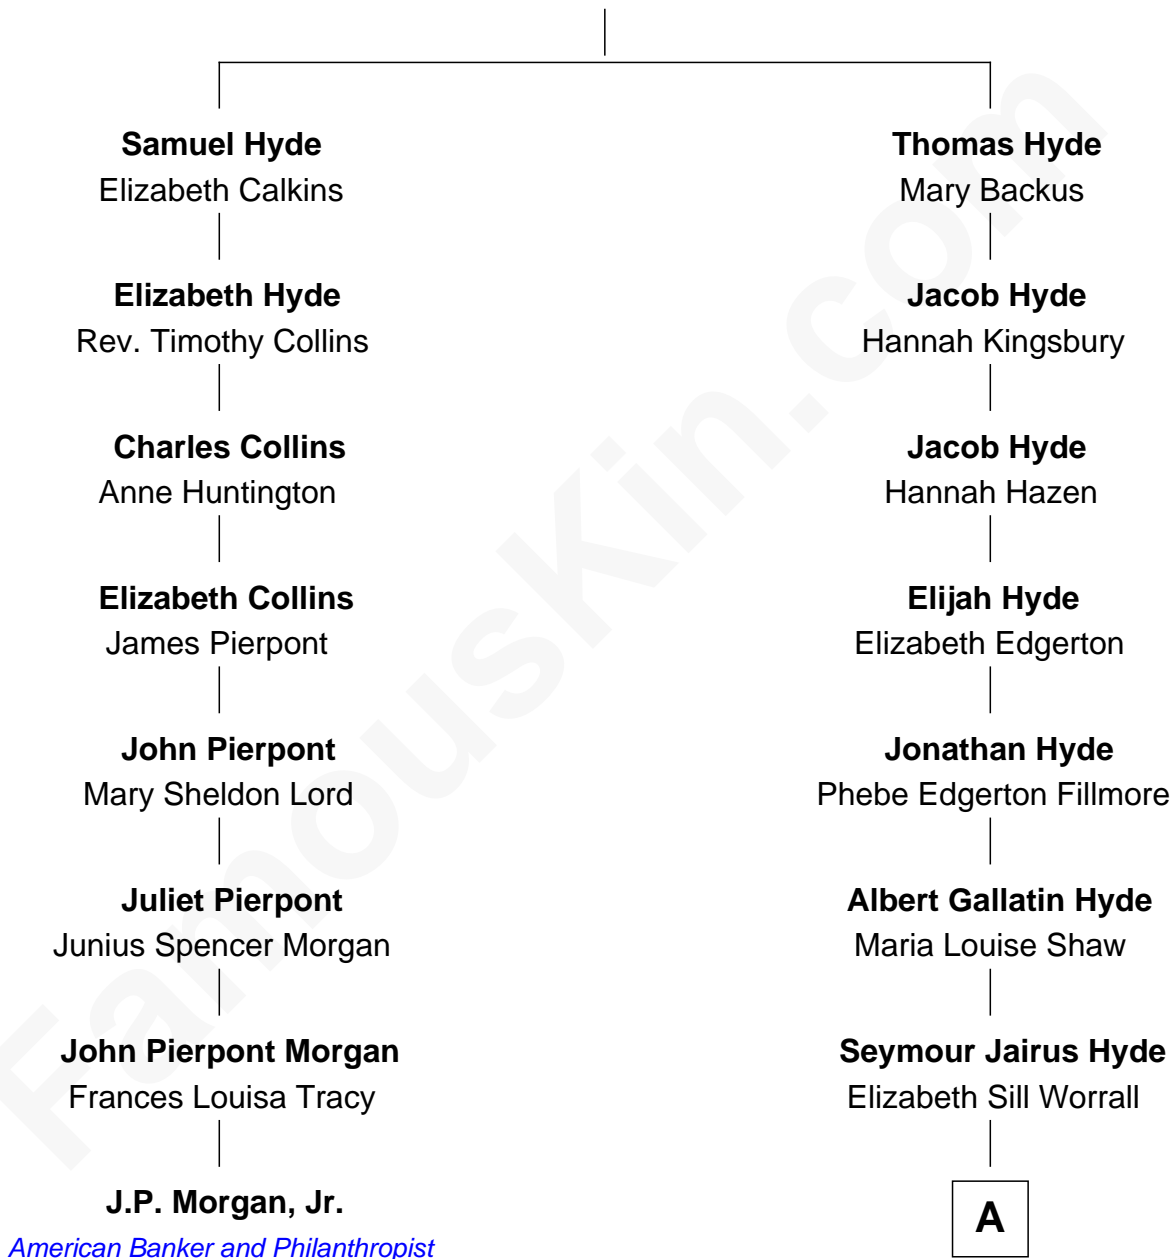 Samuel Hyde
Elizabeth Calkins
Thomas Hyde
Mary Backus
Elizabeth Hyde
Rev. Timothy Collins
Jacob Hyde
Hannah Kingsbury
Charles Collins
Anne Huntington
Jacob Hyde
Hannah Hazen
Elizabeth Collins
James Pierpont
Elijah Hyde
Elizabeth Edgerton
John Pierpont
Mary Sheldon Lord
Jonathan Hyde
Phebe Edgerton Fillmore
Juliet Pierpont
Junius Spencer Morgan
Albert Gallatin Hyde
Maria Louise Shaw
John Pierpont Morgan
Frances Louisa Tracy
Seymour Jairus Hyde
Elizabeth Sill Worrall
J.P. Morgan, Jr.
American Banker and Philanthropist
A
FamousKin.com